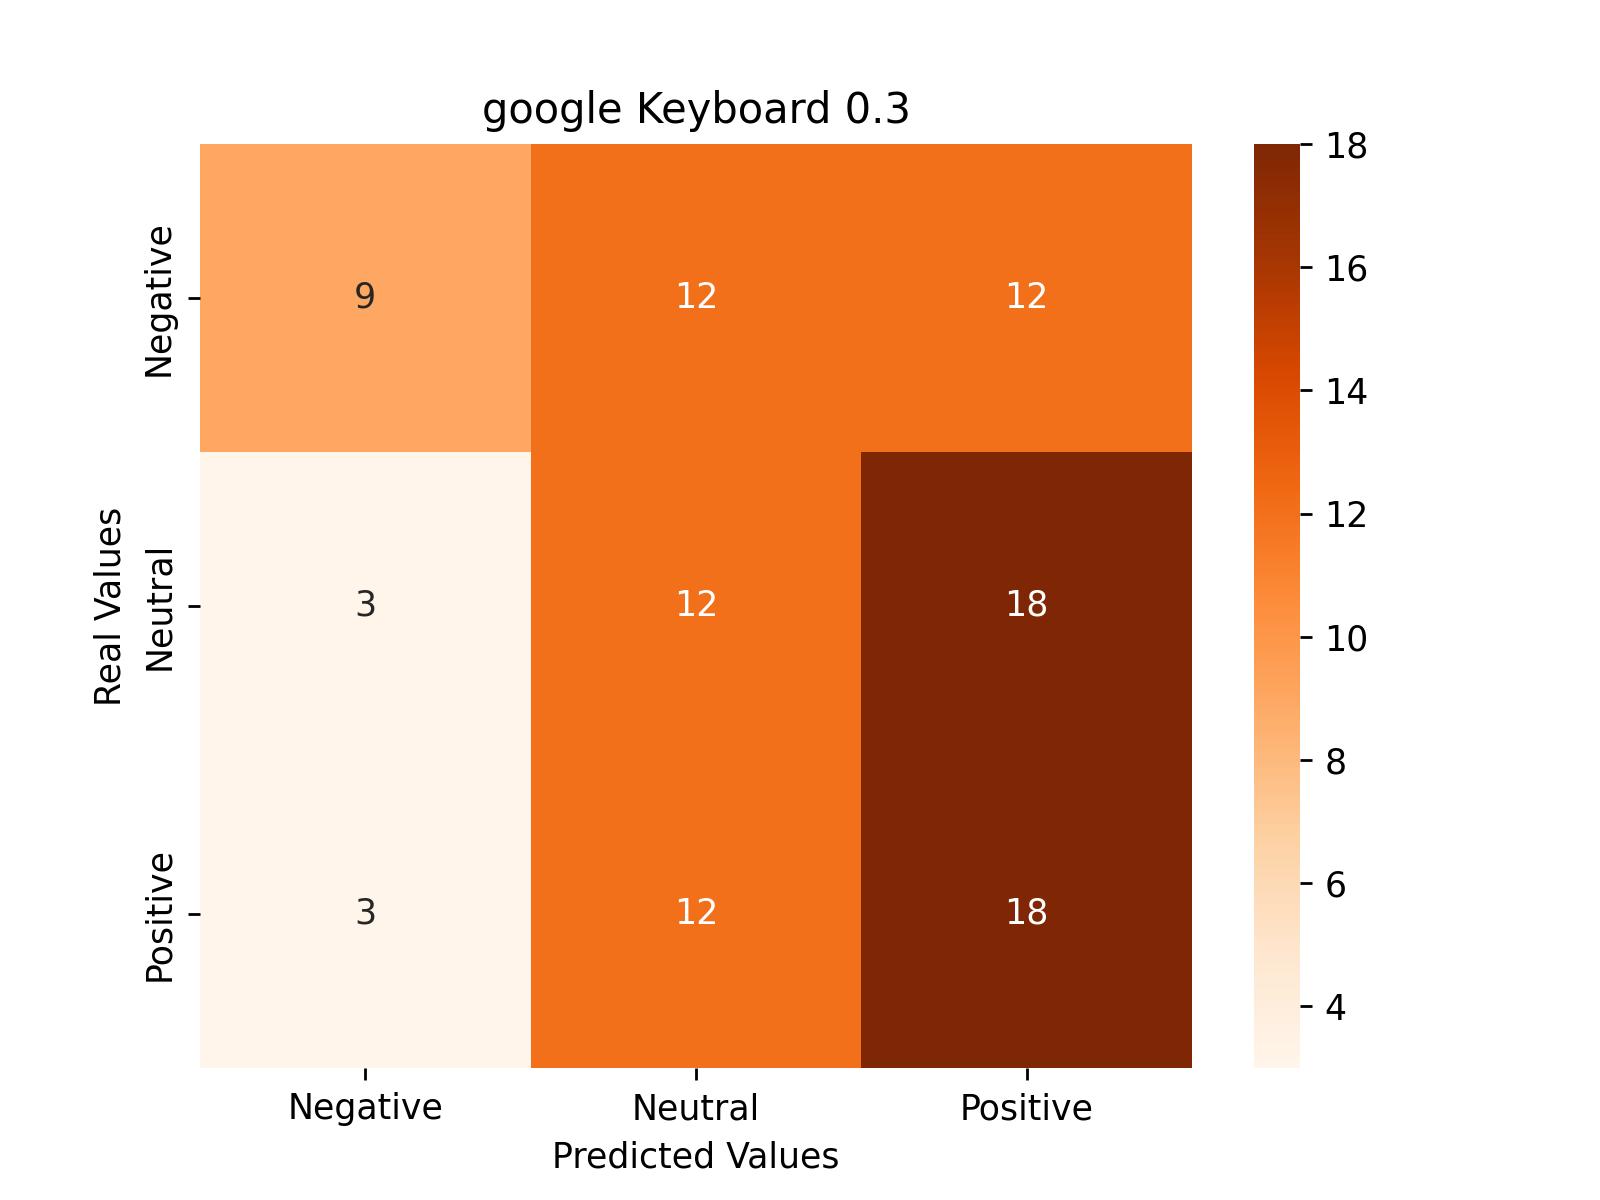 google Keyboard 0.3
Real Values
Negative
9 12 12
Neutral
3 12 18
Positive
3 12 18
Negative Neutral Positive
Predicted Values
18
16
14
12
10
8
6
4